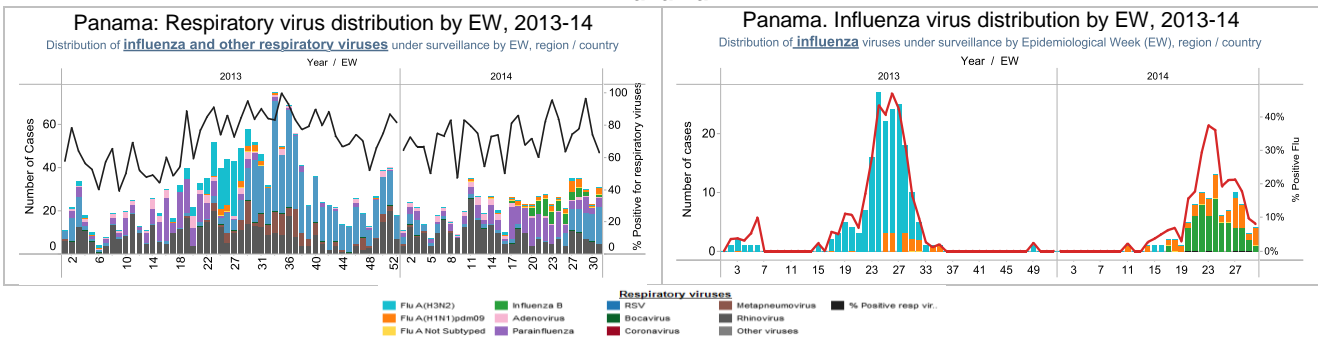 Panama: Respiratory virus distribution by EW, 2013-14
Distribution of influenza and other respiratory viruses under surveillance by EW, region / country
Year / EW
2013
2014
Number of Cases
60
40
20
0
% Positive for respiratory viruses
100
80
60
40
20
0
2 6 10 14 18 22 24 27 31 36 40 44 48 52 2 4 8 11 14 17 20 23 27 30
Panama. Influenza virus distribution by EW, 2013-14
Distribution of influenza viruses under surveillance by Epidemiological Week (EW), region / country
Year / EW
2013
2014
Number of cases
20
10
0
% Positive Flu
40%
30%
20%
10%
0%
3 7 11 15 19 23 27 33 35 49 3 7 11 15 19 23 27
Respiratory viruses
Flu A(H3N2) Influenza B RSV Metapneumovirus % Positive resp vir..
Flu A(H1N1)pdm09 Adenovirus Bocavirus Rhinovirus
Flu A Not Subtyped Parainfluenza Coronavirus Other viruses